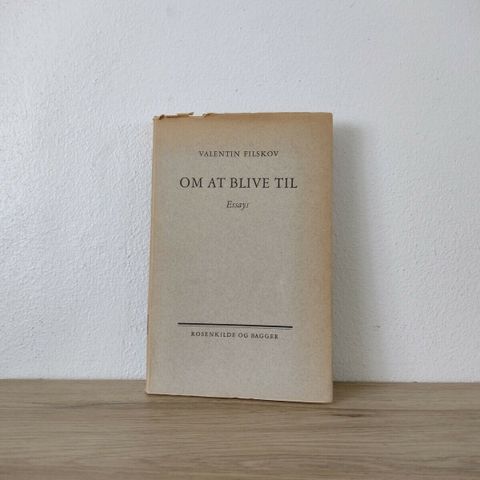 VALENTIN FILSKOV
OM AT BLIVE TIL
Essays
ROSENKILDE OG BAGGER